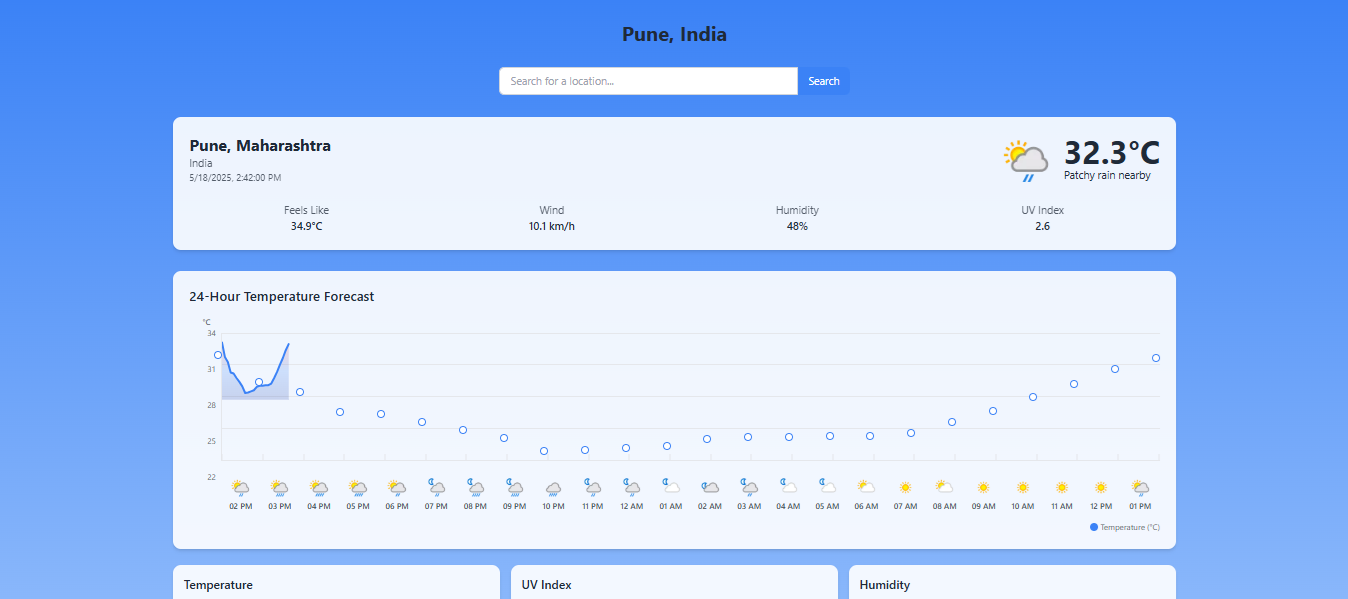 Pune, India
Search for a location...
Search
Pune, Maharashtra
India
5/18/2025, 2:42:00 PM
32.3°C
Patchy rain nearby
Feels Like
34.9°C
Wind
10.1 km/h
Humidity
48%
UV Index
2.6
24-Hour Temperature Forecast
°C
34
31
28
25
22
02 PM 03 PM 04 PM 05 PM 06 PM 07 PM 08 PM 09 PM 10 PM 11 PM 12 AM 01 AM 02 AM 03 AM 04 AM 05 AM 06 AM 07 AM 08 AM 09 AM 10 AM 11 AM 12 PM 01 PM
Temperature (°C)
Temperature
UV Index
Humidity